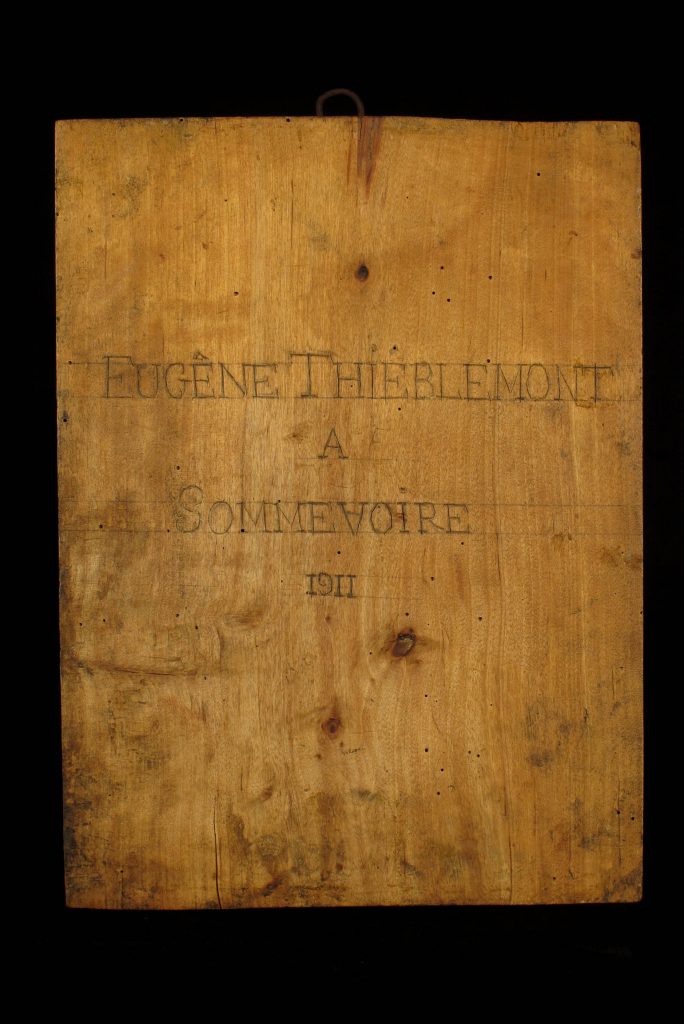 EUGÊNE THIÉBLEMONT
A
SOMMEVOIRE
1911